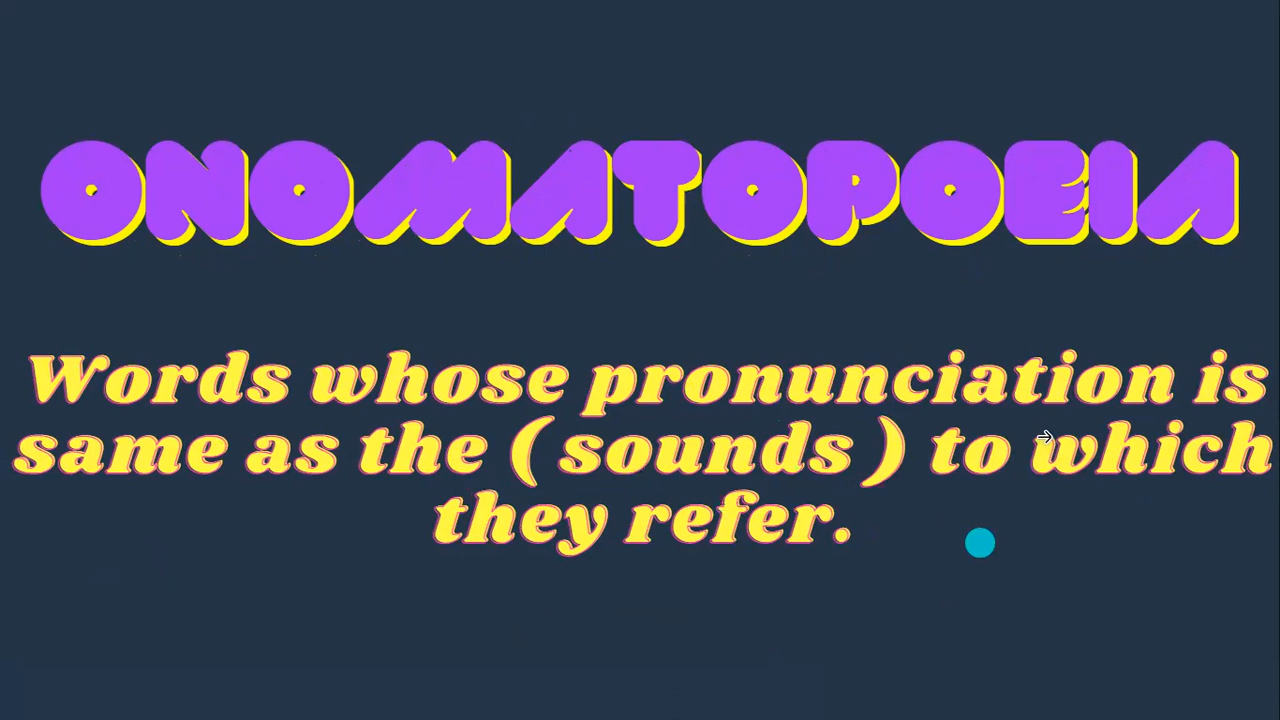 ONOMATOPOEIA
Words whose pronunciation is
same as the ( sounds ) to which
they refer.